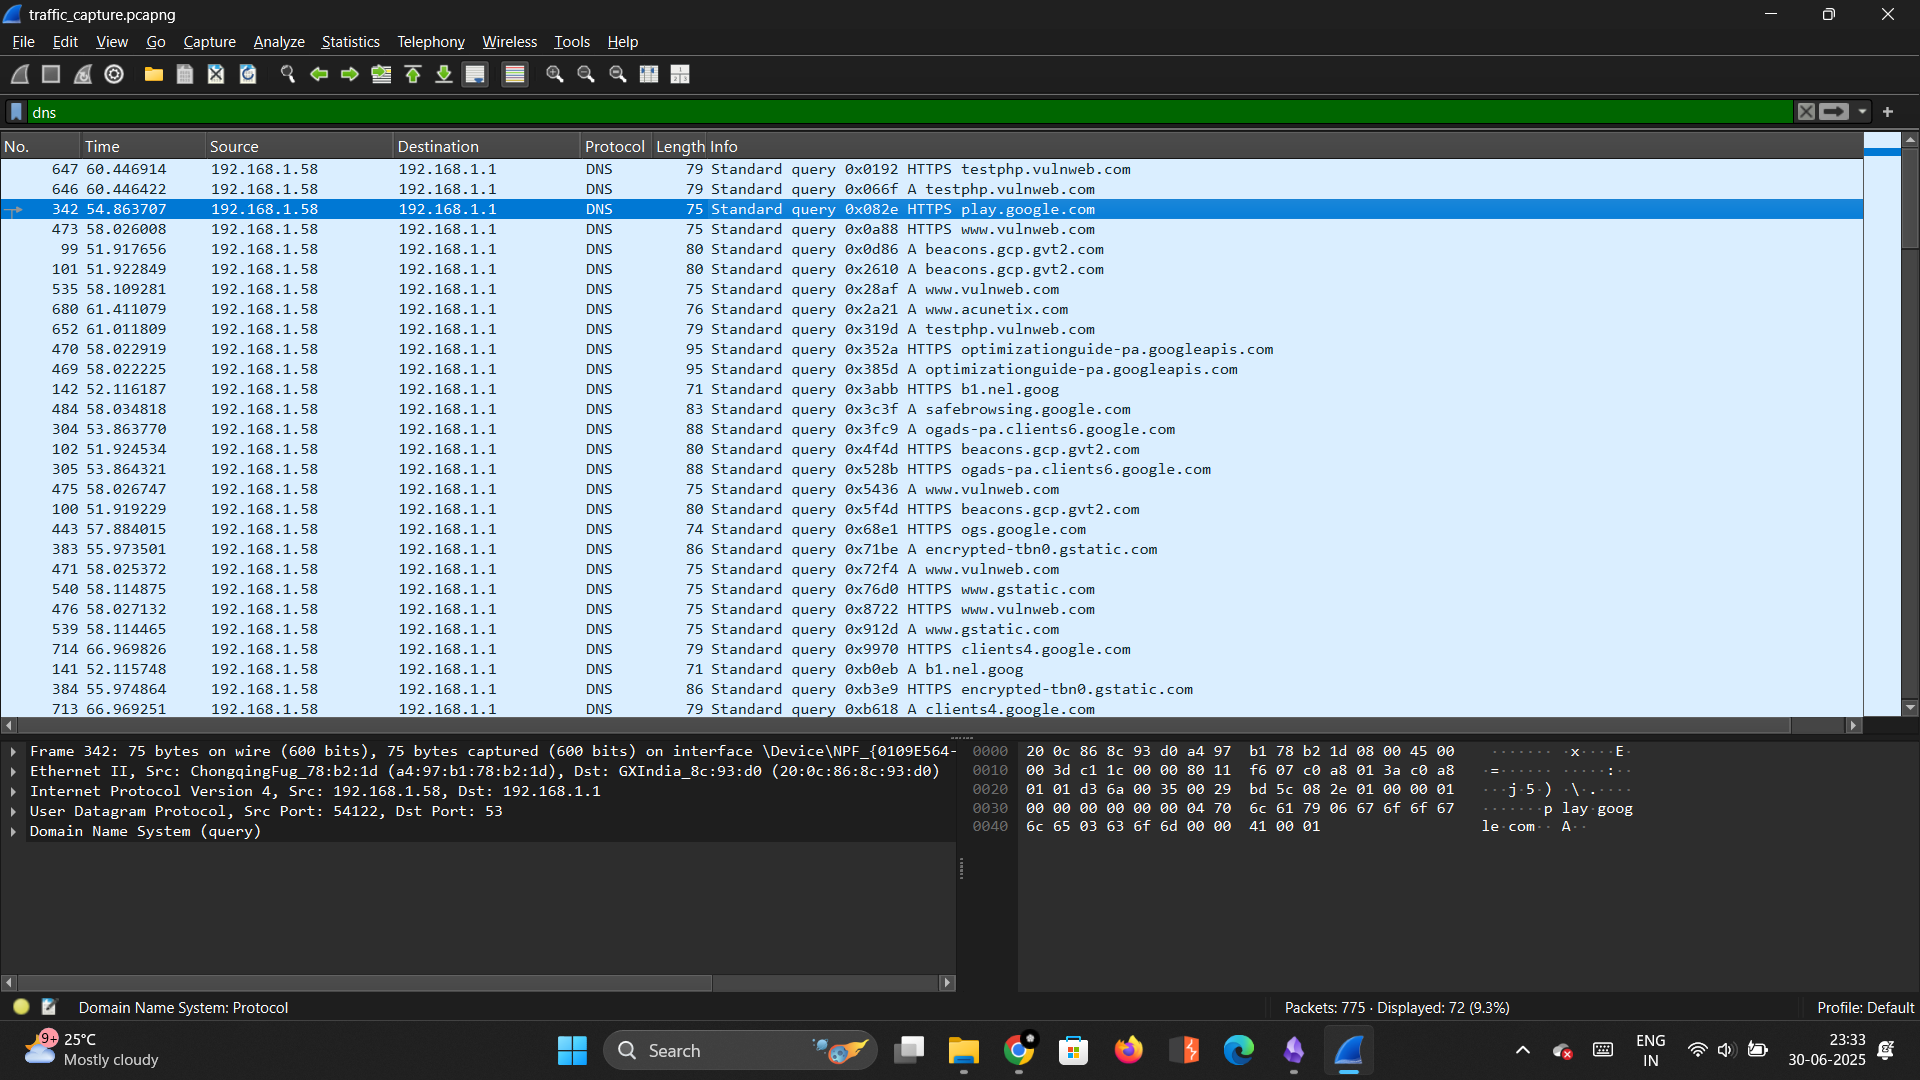 traffic_capture.pcapng
File Edit View Go Capture Analyze Statistics Telephony Wireless Tools Help
dns
No. Time Source Destination Protocol Length Info
647 60.446914 192.168.1.58 192.168.1.1 DNS 79 Standard query 0x0192 HTTPS testphp.vulnweb.com
646 60.446422 192.168.1.58 192.168.1.1 DNS 79 Standard query 0x066f A testphp.vulnweb.com
342 54.863707 192.168.1.58 192.168.1.1 DNS 75 Standard query 0x082e HTTPS play.google.com
473 58.026008 192.168.1.58 192.168.1.1 DNS 75 Standard query 0x0a88 HTTPS www.vulnweb.com
99 51.917656 192.168.1.58 192.168.1.1 DNS 80 Standard query 0x0d86 A beacons.gcp.gvt2.com
101 51.922849 192.168.1.58 192.168.1.1 DNS 80 Standard query 0x2610 A beacons.gcp.gvt2.com
535 58.109281 192.168.1.58 192.168.1.1 DNS 75 Standard query 0x28af A www.vulnweb.com
680 61.411079 192.168.1.58 192.168.1.1 DNS 76 Standard query 0x2a21 A www.acunetix.com
652 61.011809 192.168.1.58 192.168.1.1 DNS 79 Standard query 0x319d A testphp.vulnweb.com
470 58.022919 192.168.1.58 192.168.1.1 DNS 95 Standard query 0x352a HTTPS optimizationguide-pa.googleapis.com
469 58.022225 192.168.1.58 192.168.1.1 DNS 95 Standard query 0x385d A optimizationguide-pa.googleapis.com
142 52.116187 192.168.1.58 192.168.1.1 DNS 71 Standard query 0x3abb HTTPS b1.nel.goog
484 58.034818 192.168.1.58 192.168.1.1 DNS 83 Standard query 0x3c3f A safebrowsing.google.com
304 53.863770 192.168.1.58 192.168.1.1 DNS 88 Standard query 0x3fc9 A ogads-pa.clients6.google.com
102 51.924534 192.168.1.58 192.168.1.1 DNS 80 Standard query 0x4f4d HTTPS beacons.gcp.gvt2.com
305 53.864321 192.168.1.58 192.168.1.1 DNS 88 Standard query 0x528b HTTPS ogads-pa.clients6.google.com
475 58.026747 192.168.1.58 192.168.1.1 DNS 75 Standard query 0x5436 A www.vulnweb.com
100 51.919229 192.168.1.58 192.168.1.1 DNS 80 Standard query 0x5f4d HTTPS beacons.gcp.gvt2.com
443 57.884015 192.168.1.58 192.168.1.1 DNS 74 Standard query 0x68e1 HTTPS ogs.google.com
383 55.973501 192.168.1.58 192.168.1.1 DNS 86 Standard query 0x71be A encrypted-tbn0.gstatic.com
471 58.025372 192.168.1.58 192.168.1.1 DNS 75 Standard query 0x72f4 A www.vulnweb.com
540 58.114875 192.168.1.58 192.168.1.1 DNS 75 Standard query 0x76d0 HTTPS www.gstatic.com
476 58.027132 192.168.1.58 192.168.1.1 DNS 75 Standard query 0x8722 HTTPS www.vulnweb.com
539 58.114465 192.168.1.58 192.168.1.1 DNS 75 Standard query 0x912d A www.gstatic.com
714 66.969826 192.168.1.58 192.168.1.1 DNS 79 Standard query 0x9970 HTTPS clients4.google.com
141 52.115748 192.168.1.58 192.168.1.1 DNS 71 Standard query 0xb0eb A b1.nel.goog
384 55.974864 192.168.1.58 192.168.1.1 DNS 86 Standard query 0xb3e9 HTTPS encrypted-tbn0.gstatic.com
713 66.969251 192.168.1.58 192.168.1.1 DNS 79 Standard query 0xb618 A clients4.google.com
Frame 342: 75 bytes on wire (600 bits), 75 bytes captured (600 bits) on interface \Device\NPF_{0109E564-
Ethernet II, Src: ChongqingFug_78:b2:1d (a4:97:b1:78:b2:1d), Dst: GXIndia_8c:93:d0 (20:0c:86:8c:93:d0)
Internet Protocol Version 4, Src: 192.168.1.58, Dst: 192.168.1.1
User Datagram Protocol, Src Port: 54122, Dst Port: 53
Domain Name System (query)
0000 20 0c 86 8c 93 d0 a4 97 b1 78 b2 1d 08 00 45 00 ······· ·x····E·
0010 00 3d c1 1c 00 00 80 11 f6 07 c0 a8 01 3a c0 a8 ·=······ ·····:··
0020 01 01 d3 6a 00 35 00 29 bd 5c 08 2e 01 00 00 01 ···j·5·) ·\·.····
0030 00 00 00 00 00 00 04 70 6c 61 79 06 67 6f 6f 67 ·······p lay·goog
0040 6c 65 03 63 6f 6d 00 00 41 00 01 le·com·· A··
Domain Name System: Protocol
Packets: 775 · Displayed: 72 (9.3%)
Profile: Default
9+
25°C
Mostly cloudy
Search
ENG
IN
23:33
30-06-2025